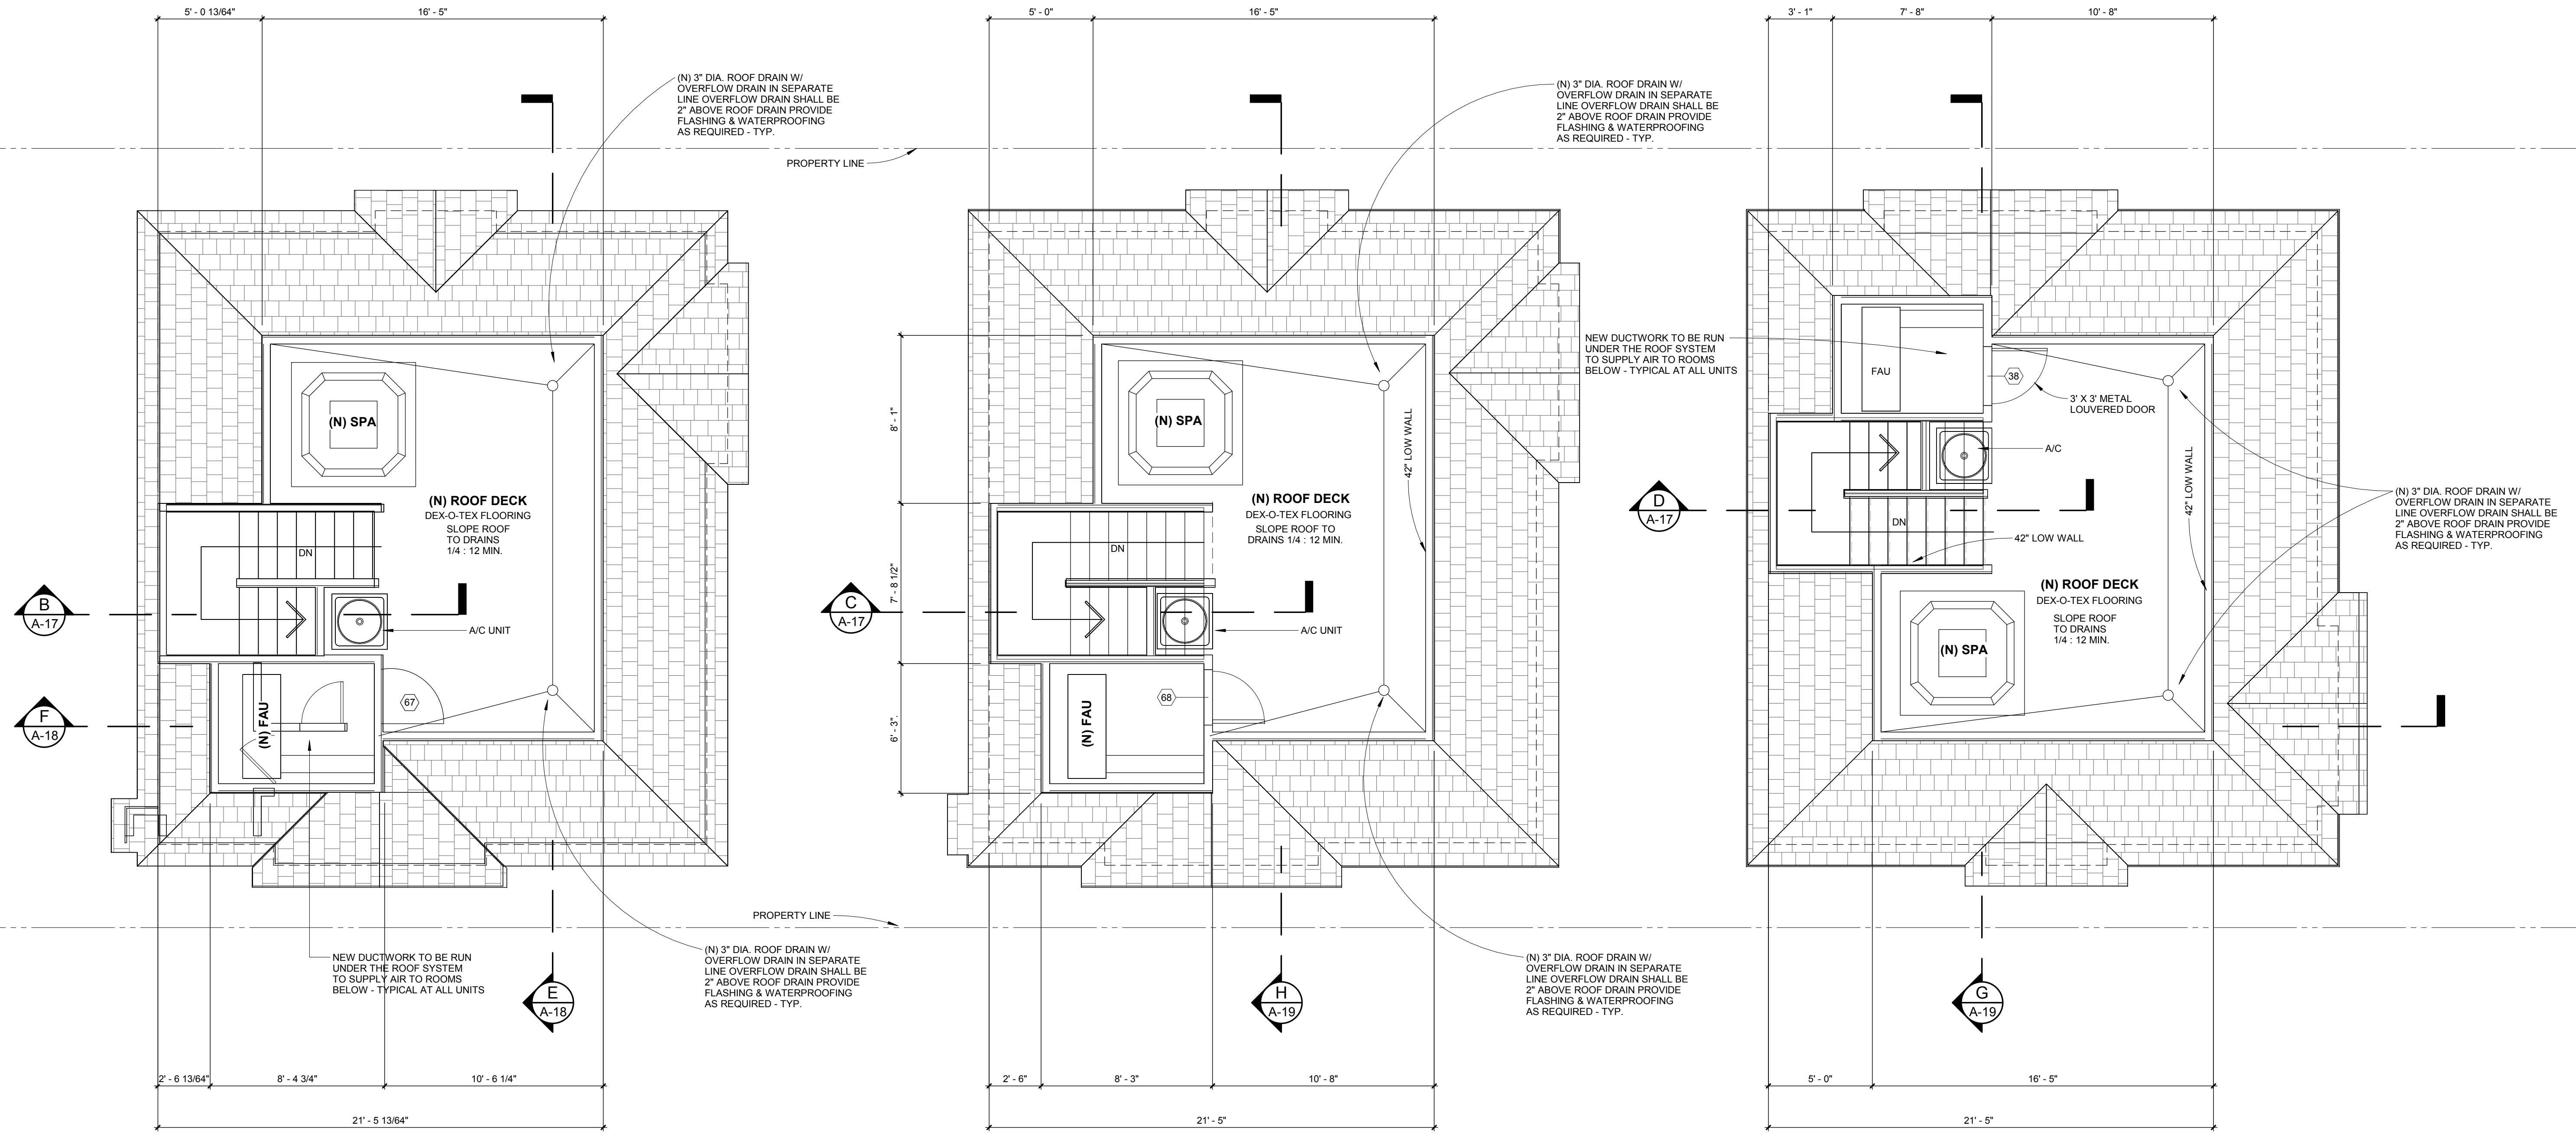 5' - 0 13/64"
16' - 5"
5' - 0"
16' - 5"
3' - 1"
7' - 8"
10' - 8"
(N) 3" DIA. ROOF DRAIN W/
OVERFLOW DRAIN IN SEPARATE
LINE OVERFLOW DRAIN SHALL BE
2" ABOVE ROOF DRAIN PROVIDE
FLASHING & WATERPROOFING
AS REQUIRED - TYP.
(N) 3" DIA. ROOF DRAIN W/
OVERFLOW DRAIN IN SEPARATE
LINE OVERFLOW DRAIN SHALL BE
2" ABOVE ROOF DRAIN PROVIDE
FLASHING & WATERPROOFING
AS REQUIRED - TYP.
PROPERTY LINE
(N) SPA
(N) ROOF DECK
DEX-O-TEX FLOORING
SLOPE ROOF
TO DRAINS
1/4 : 12 MIN.
DN
A/C UNIT
B
A-17
F
A-18
67
(N) FAU
NEW DUCTWORK TO BE RUN
UNDER THE ROOF SYSTEM
TO SUPPLY AIR TO ROOMS
BELOW - TYPICAL AT ALL UNITS
E
A-18
(N) 3" DIA. ROOF DRAIN W/
OVERFLOW DRAIN IN SEPARATE
LINE OVERFLOW DRAIN SHALL BE
2" ABOVE ROOF DRAIN PROVIDE
FLASHING & WATERPROOFING
AS REQUIRED - TYP.
PROPERTY LINE
8' - 1"
7' - 8 1/2"
6' - 3".
(N) SPA
42" LOW WALL
(N) ROOF DECK
DEX-O-TEX FLOORING
SLOPE ROOF TO
DRAINS 1/4 : 12 MIN.
DN
A/C UNIT
C
A-17
68
(N) FAU
H
A-19
(N) 3" DIA. ROOF DRAIN W/
OVERFLOW DRAIN IN SEPARATE
LINE OVERFLOW DRAIN SHALL BE
2" ABOVE ROOF DRAIN PROVIDE
FLASHING & WATERPROOFING
AS REQUIRED - TYP.
NEW DUCTWORK TO BE RUN
UNDER THE ROOF SYSTEM
TO SUPPLY AIR TO ROOMS
BELOW - TYPICAL AT ALL UNITS
FAU
38
3' X 3' METAL
LOUVERED DOOR
A/C
42" LOW WALL
D
A-17
DN
42" LOW WALL
(N) ROOF DECK
DEX-O-TEX FLOORING
SLOPE ROOF
TO DRAINS
1/4 : 12 MIN.
(N) SPA
(N) 3" DIA. ROOF DRAIN W/
OVERFLOW DRAIN IN SEPARATE
LINE OVERFLOW DRAIN SHALL BE
2" ABOVE ROOF DRAIN PROVIDE
FLASHING & WATERPROOFING
AS REQUIRED - TYP.
G
A-19
2' - 6 13/64"
8' - 4 3/4"
10' - 6 1/4"
2' - 6"
8' - 3"
10' - 8"
5' - 0"
16' - 5"
21' - 5 13/64"
21' - 5"
21' - 5"